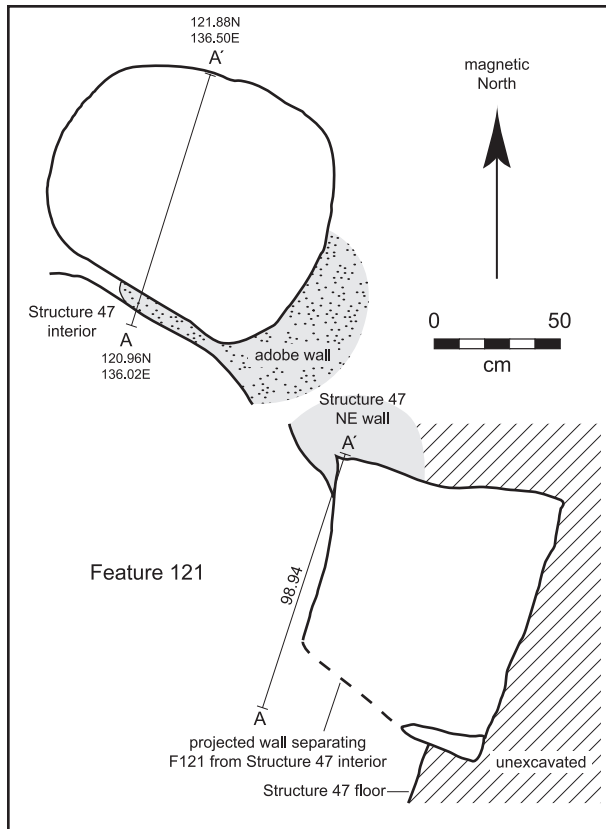 121.88N
136.50E
A´
magnetic
North
Structure 47
interior
A
120.96N
136.02E
adobe wall
0 50
cm
Structure 47
NE wall
A´
Feature 121
98.94
A
projected wall separating
F121 from Structure 47 interior
unexcavated
Structure 47 floor